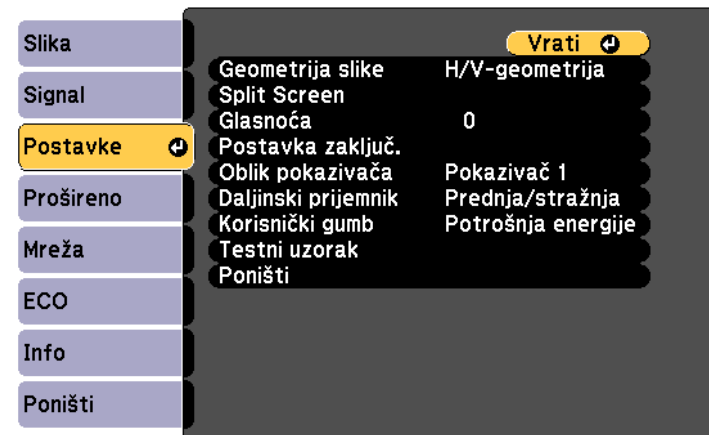 Slika
Signal
Postavke
Prošireno
Mreža
ECO
Info
Poništi
Vrati
Geometrija slike H/V-geometrija
Split Screen
Glasnoća 0
Postavka zaključ.
Oblik pokazivača Pokazivač 1
Daljinski prijemnik Prednja/stražnja
Korisnički gumb Potrošnja energije
Testni uzorak
Poništi